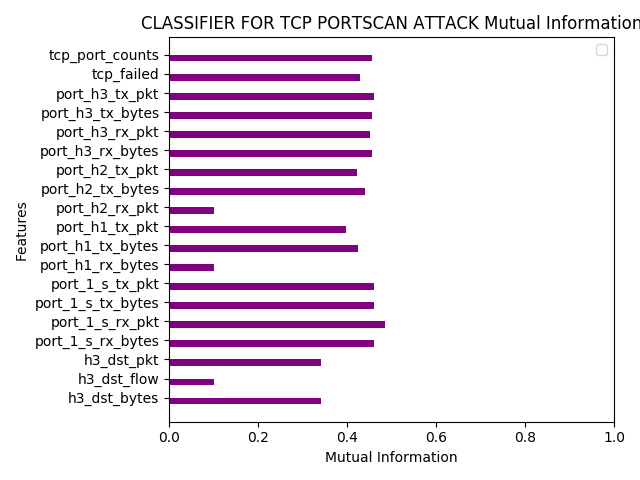 CLASSIFIER FOR TCP PORTSCAN ATTACK Mutual Information
tcp_port_counts
tcp_failed
port_h3_tx_pkt
port_h3_tx_bytes
port_h3_rx_pkt
port_h3_rx_bytes
port_h2_tx_pkt
port_h2_tx_bytes
port_h2_rx_pkt
port_h1_tx_pkt
port_h1_tx_bytes
port_h1_rx_bytes
port_1_s_tx_pkt
port_1_s_tx_bytes
port_1_s_rx_pkt
port_1_s_rx_bytes
h3_dst_pkt
h3_dst_flow
h3_dst_bytes
Features
0.0 0.2 0.4 0.6 0.8 1.0
Mutual Information